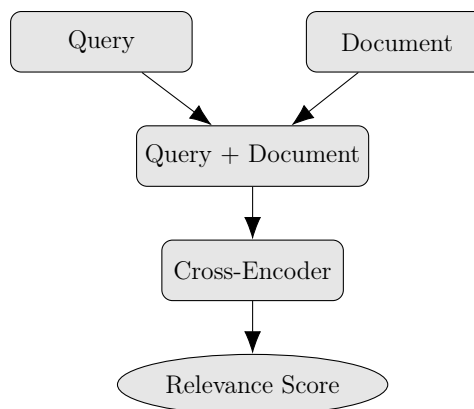 Query
Document
Query + Document
Cross-Encoder
Relevance Score